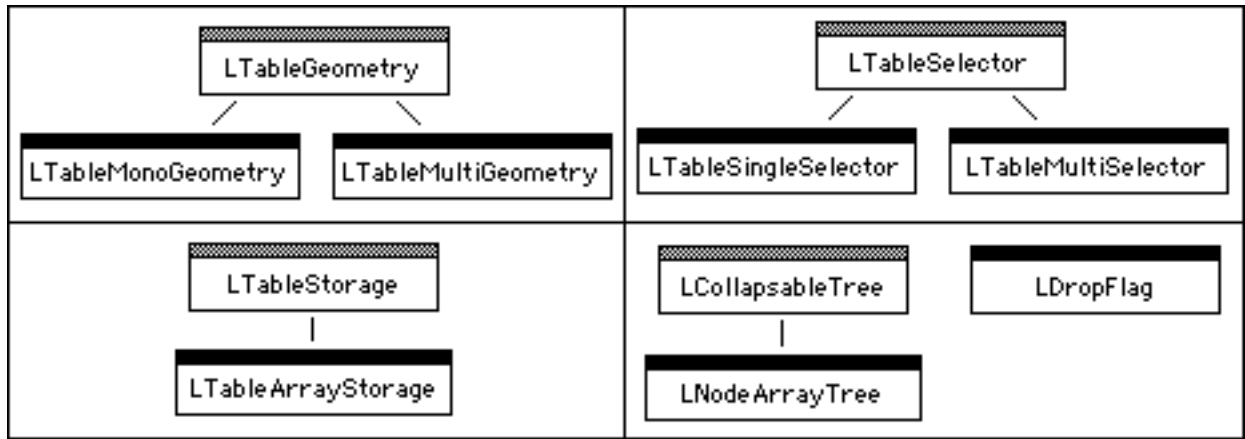 LTableGeometry
LTableMonoGeometry
LTableMultiGeometry
LTableSelector
LTableSingleSelector
LTableMultiSelector
LTableStorage
LTableArrayStorage
LCollapsableTree
LDropFlag
LNodeArrayTree